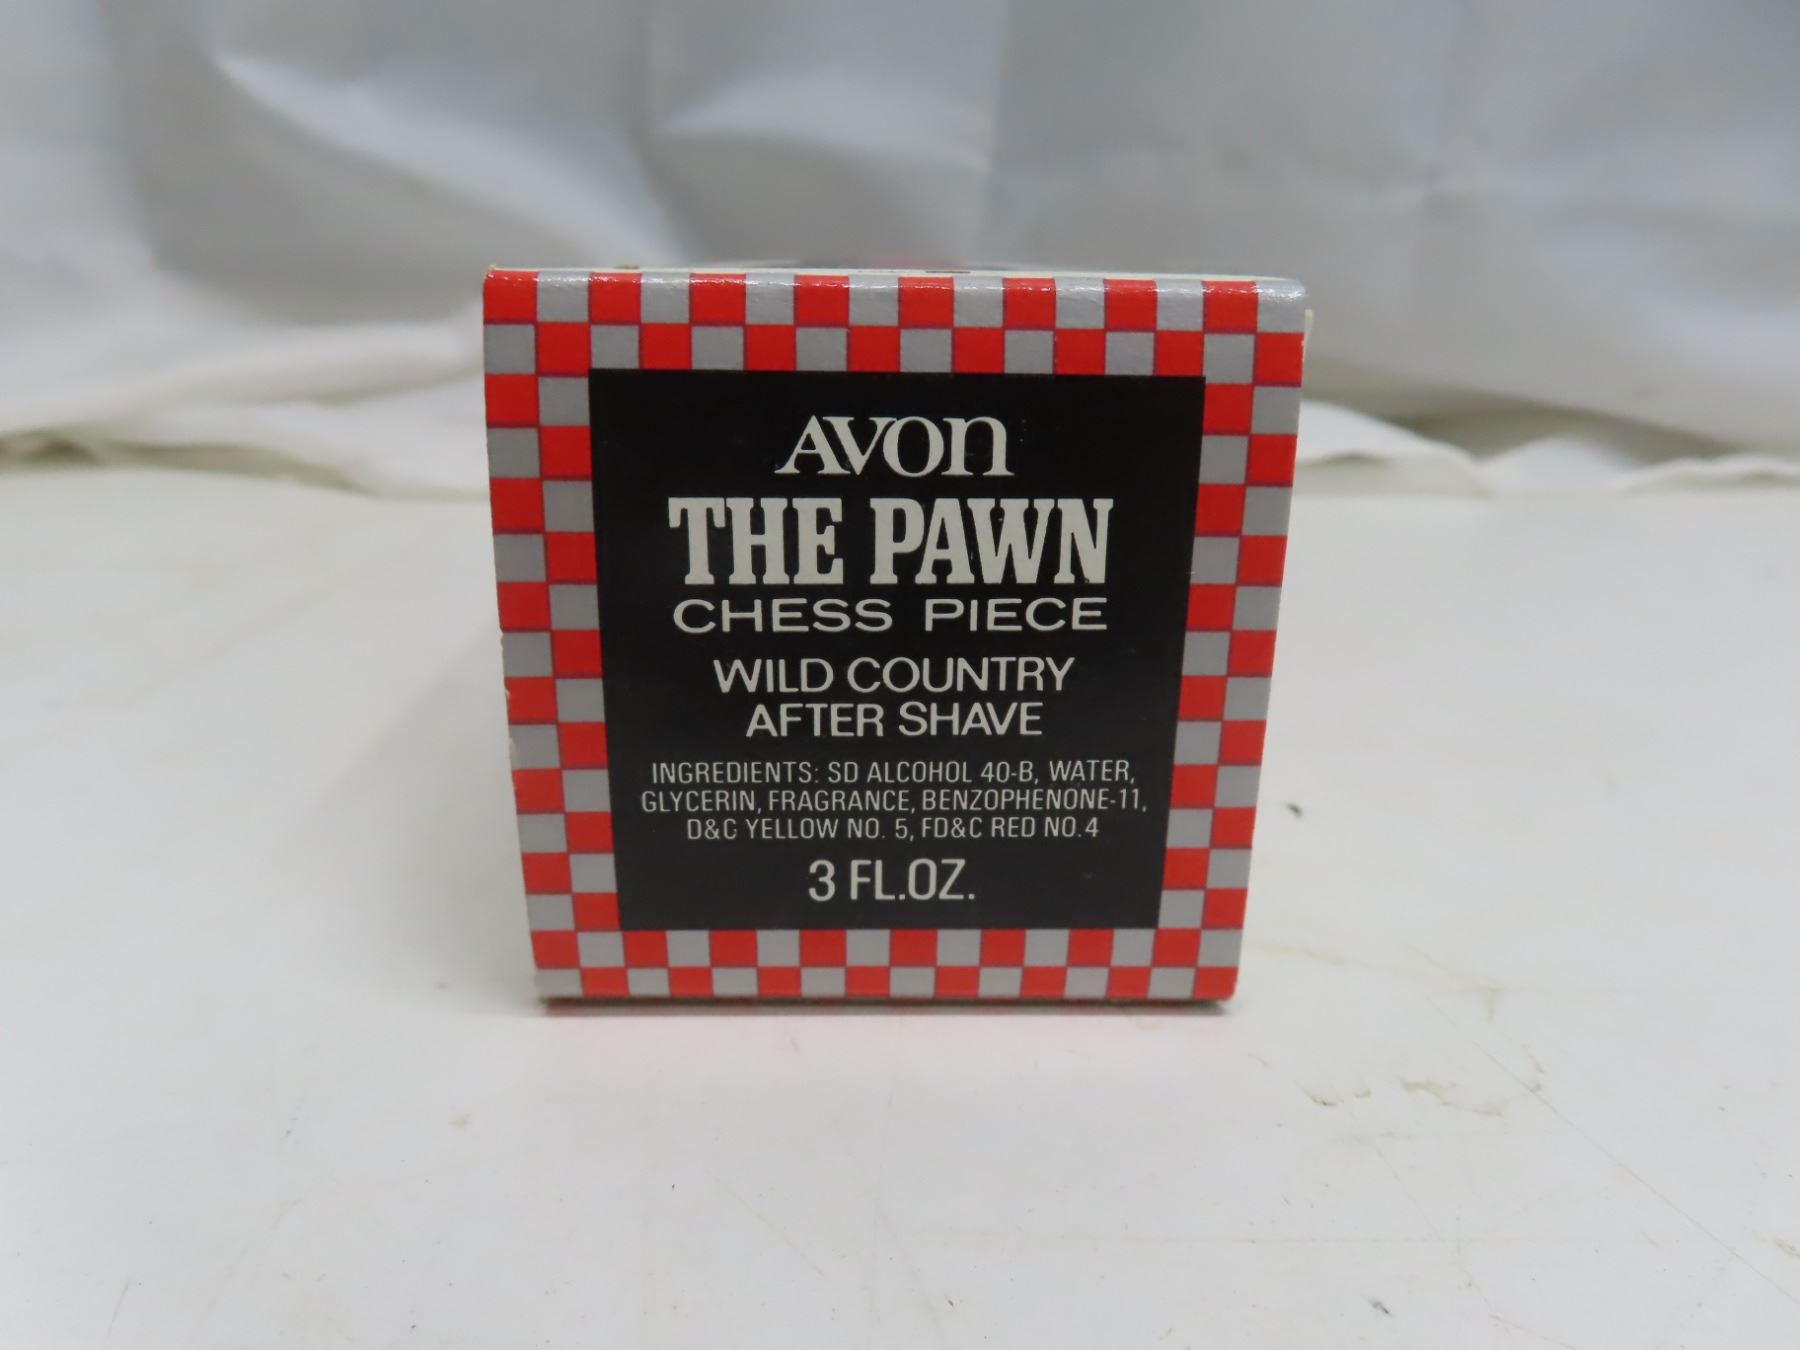 AVON
THE PAWN
CHESS PIECE
WILD COUNTRY
AFTER SHAVE
INGREDIENTS: SD ALCOHOL 40-B, WATER,
GLYCERIN, FRAGRANCE, BENZOPHENONE-11,
D&C YELLOW NO. 5, FD&C RED NO. 4
3 FL.OZ.